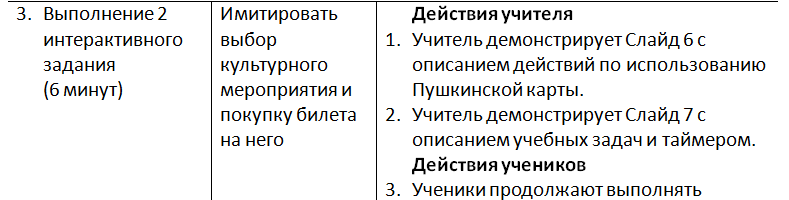 3. Выполнение 2
интерактивного
задания
(6 минут)
Имитировать
выбор
культурного
мероприятия и
покупку билета
на него
Действия учителя
1. Учитель демонстрирует Слайд 6 с
описанием действий по использованию
Пушкинской карты.
2. Учитель демонстрирует Слайд 7 с
описанием учебных задач и таймером.
Действия учеников
3. Ученики продолжают выполнять